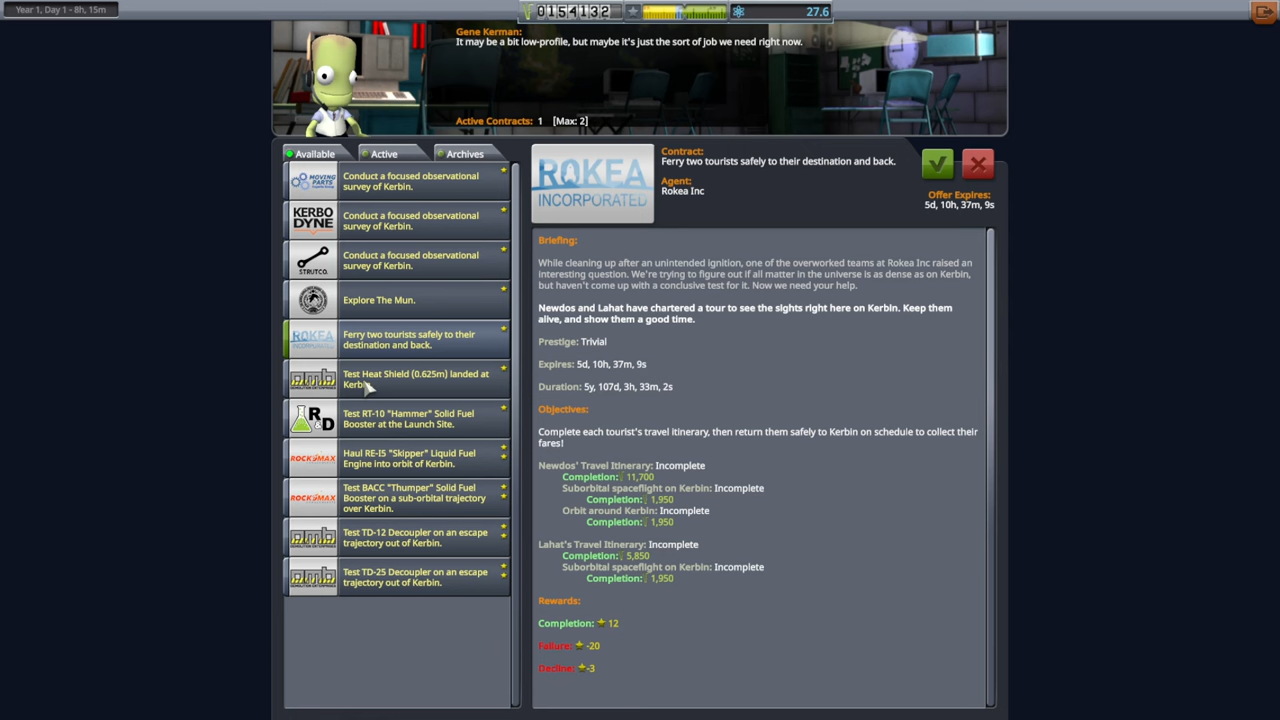 Year 1, Day 1 - 8h, 15m
0154132
27.6
Gene Kerman:
It may be a bit low-profile, but maybe it's just the sort of job we need right now.
Active Contracts: 1 [Max: 2]
Available
Active
Archives
MOVING PARTS
Conduct a focused observational
survey of Kerbin.
KERBO
DYNE
Conduct a focused observational
survey of Kerbin.
STRUTCO.
Conduct a focused observational
survey of Kerbin.
Explore The Mun.
ROKEA
Ferry two tourists safely to their
destination and back.
Test Heat Shield (0.625m) landed at
Kerbin.
R&D
Test RT-10 "Hammer" Solid Fuel
Booster at the Launch Site.
ROCKOMAX
Haul RE-I5 "Skipper" Liquid Fuel
Engine into orbit of Kerbin.
ROCKOMAX
Test BACC "Thumper" Solid Fuel
Booster on a sub-orbital trajectory
over Kerbin.
Test TD-12 Decoupler on an escape
trajectory out of Kerbin.
Test TD-25 Decoupler on an escape
trajectory out of Kerbin.
ROKEA
INCORPORATED
Contract:
Ferry two tourists safely to their destination and back.
Agent:
Rokea Inc
Offer Expires:
5d, 10h, 37m, 9s
Briefing:
While cleaning up after an unintended ignition, one of the overworked teams at Rokea Inc raised an
interesting question. We're trying to figure out if all matter in the universe is as dense as on Kerbin,
but haven't come up with a conclusive test for it. Now we need your help.
Newdos and Lahat have chartered a tour to see the sights right here on Kerbin. Keep them
alive, and show them a good time.
Prestige: Trivial
Expires: 5d, 10h, 37m, 9s
Duration: 5y, 107d, 3h, 33m, 2s
Objectives:
Complete each tourist's travel itinerary, then return them safely to Kerbin on schedule to collect their
fares!
Newdos' Travel Itinerary: Incomplete
Completion: 11,700
Suborbital spaceflight on Kerbin: Incomplete
Completion: 1,950
Orbit around Kerbin: Incomplete
Completion: 1,950
Lahat's Travel Itinerary: Incomplete
Completion: 5,850
Suborbital spaceflight on Kerbin: Incomplete
Completion: 1,950
Rewards:
Completion: 12
Failure: -20
Decline: -3